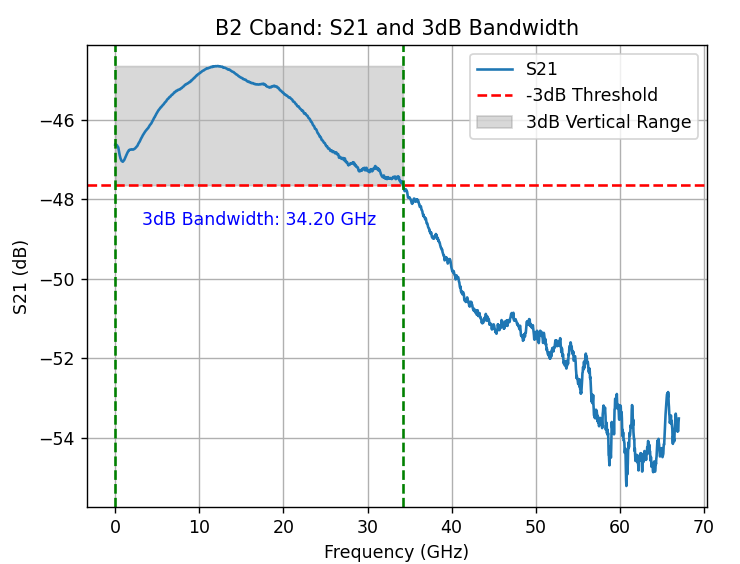 B2 Cband: S21 and 3dB Bandwidth
S21
-3dB Threshold
3dB Vertical Range
3dB Bandwidth: 34.20 GHz
S21 (dB)
−46
−48
−50
−52
−54
0 10 20 30 40 50 60 70
Frequency (GHz)